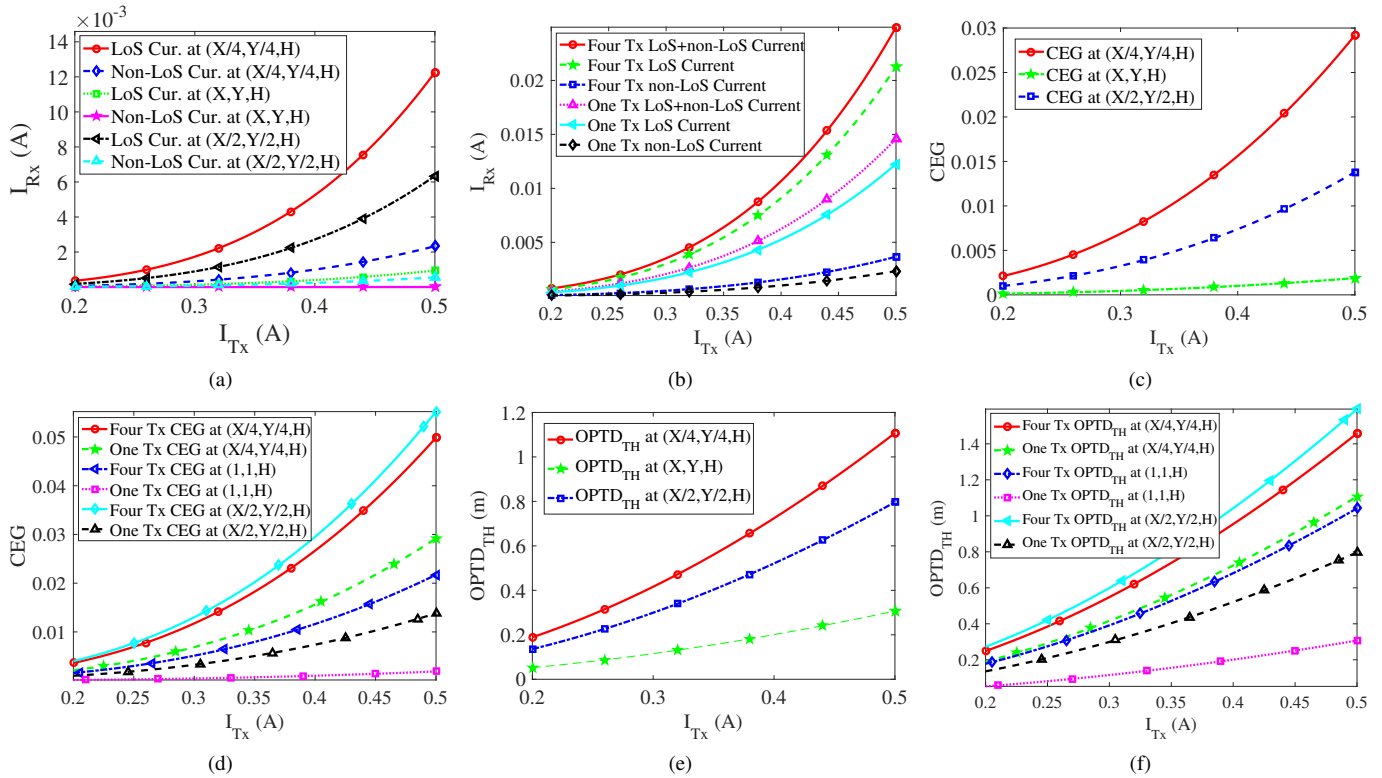 ×10⁻³
14
12
10
8
6
4
2
I_Rx (A)
LoS Cur. at (X/4,Y/4,H)
Non-LoS Cur. at (X/4,Y/4,H)
LoS Cur. at (X,Y,H)
Non-LoS Cur. at (X,Y,H)
LoS Cur. at (X/2,Y/2,H)
Non-LoS Cur. at (X/2,Y/2,H)
0.2 0.3 0.4 0.5
I_Tx (A)
(a)
0.02
0.015
0.01
0.005
I_Rx (A)
Four Tx LoS+non-LoS Current
Four Tx LoS Current
Four Tx non-LoS Current
One Tx LoS+non-LoS Current
One Tx LoS Current
One Tx non-LoS Current
0.2 0.25 0.3 0.35 0.4 0.45 0.5
I_Tx (A)
(b)
0.03
0.025
0.02
0.015
0.01
0.005
0
CEG
CEG at (X/4,Y/4,H)
CEG at (X,Y,H)
CEG at (X/2,Y/2,H)
0.2 0.3 0.4 0.5
I_Tx (A)
(c)
0.05
0.04
0.03
0.02
0.01
CEG
Four Tx CEG at (X/4,Y/4,H)
One Tx CEG at (X/4,Y/4,H)
Four Tx CEG at (1,1,H)
One Tx CEG at (1,1,H)
Four Tx CEG at (X/2,Y/2,H)
One Tx CEG at (X/2,Y/2,H)
0.2 0.25 0.3 0.35 0.4 0.45 0.5
I_Tx (A)
(d)
1.2
1
0.8
0.6
0.4
0.2
0
OPTD_TH (m)
OPTD_TH at (X/4,Y/4,H)
OPTD_TH at (X,Y,H)
OPTD_TH at (X/2,Y/2,H)
0.2 0.3 0.4 0.5
I_Tx (A)
(e)
1.4
1.2
1
0.8
0.6
0.4
0.2
OPTD_TH (m)
Four Tx OPTD_TH at (X/4,Y/4,H)
One Tx OPTD_TH at (X/4,Y/4,H)
Four Tx OPTD_TH at (1,1,H)
One Tx OPTD_TH at (1,1,H)
Four Tx OPTD_TH at (X/2,Y/2,H)
One Tx OPTD_TH at (X/2,Y/2,H)
0.2 0.25 0.3 0.35 0.4 0.45 0.5
I_Tx (A)
(f)